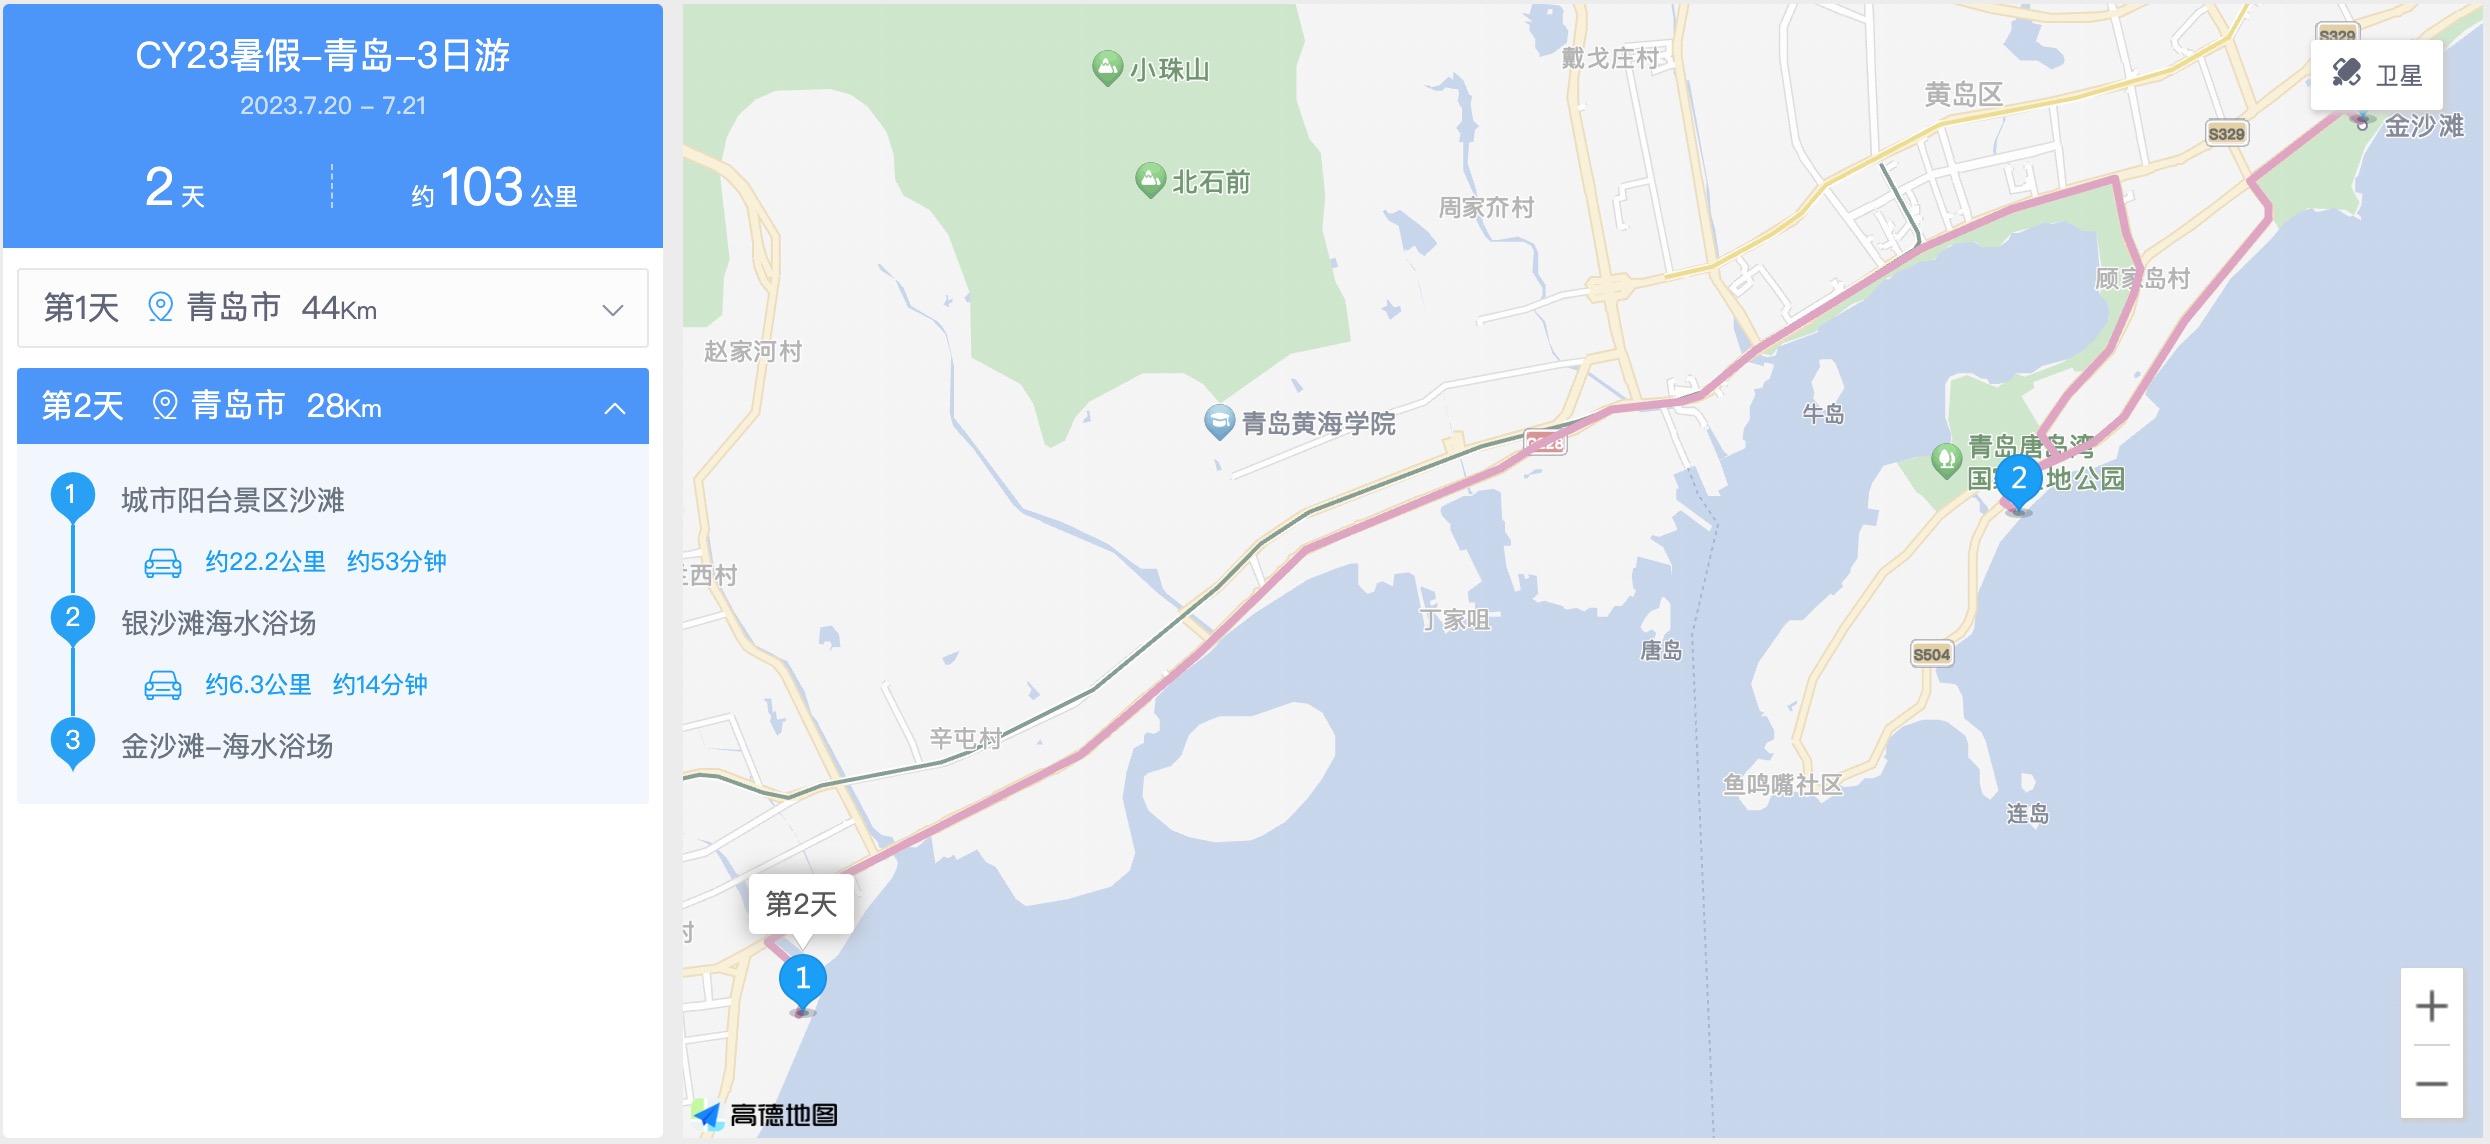 CY23暑假-青岛-3日游
2023.7.20 - 7.21
2天
约103公里
第1天 青岛市 44Km
第2天 青岛市 28Km
1 城市阳台景区沙滩
约22.2公里 约53分钟
2 银沙滩海水浴场
约6.3公里 约14分钟
3 金沙滩-海水浴场
S329
卫星
小珠山
戴戈庄村
黄岛区
S329
金沙滩
北石前
周家夼村
顾家岛村
赵家河村
牛岛
青岛黄海学院
青岛唐岛湾
2
西村
丁家咀
唐岛
S504
辛屯村
鱼鸣嘴社区
连岛
第2天
村
1
高德地图